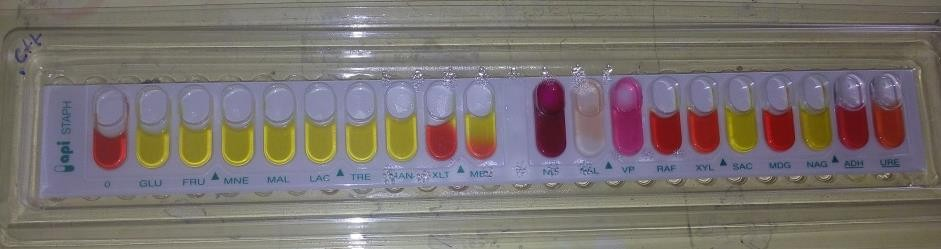 api STAPH
0 GLU FRU MNE MAL LAC TRE MAN XLT MEL NIT PAL VP RAF XYL SAC MDG NAG ADH URE